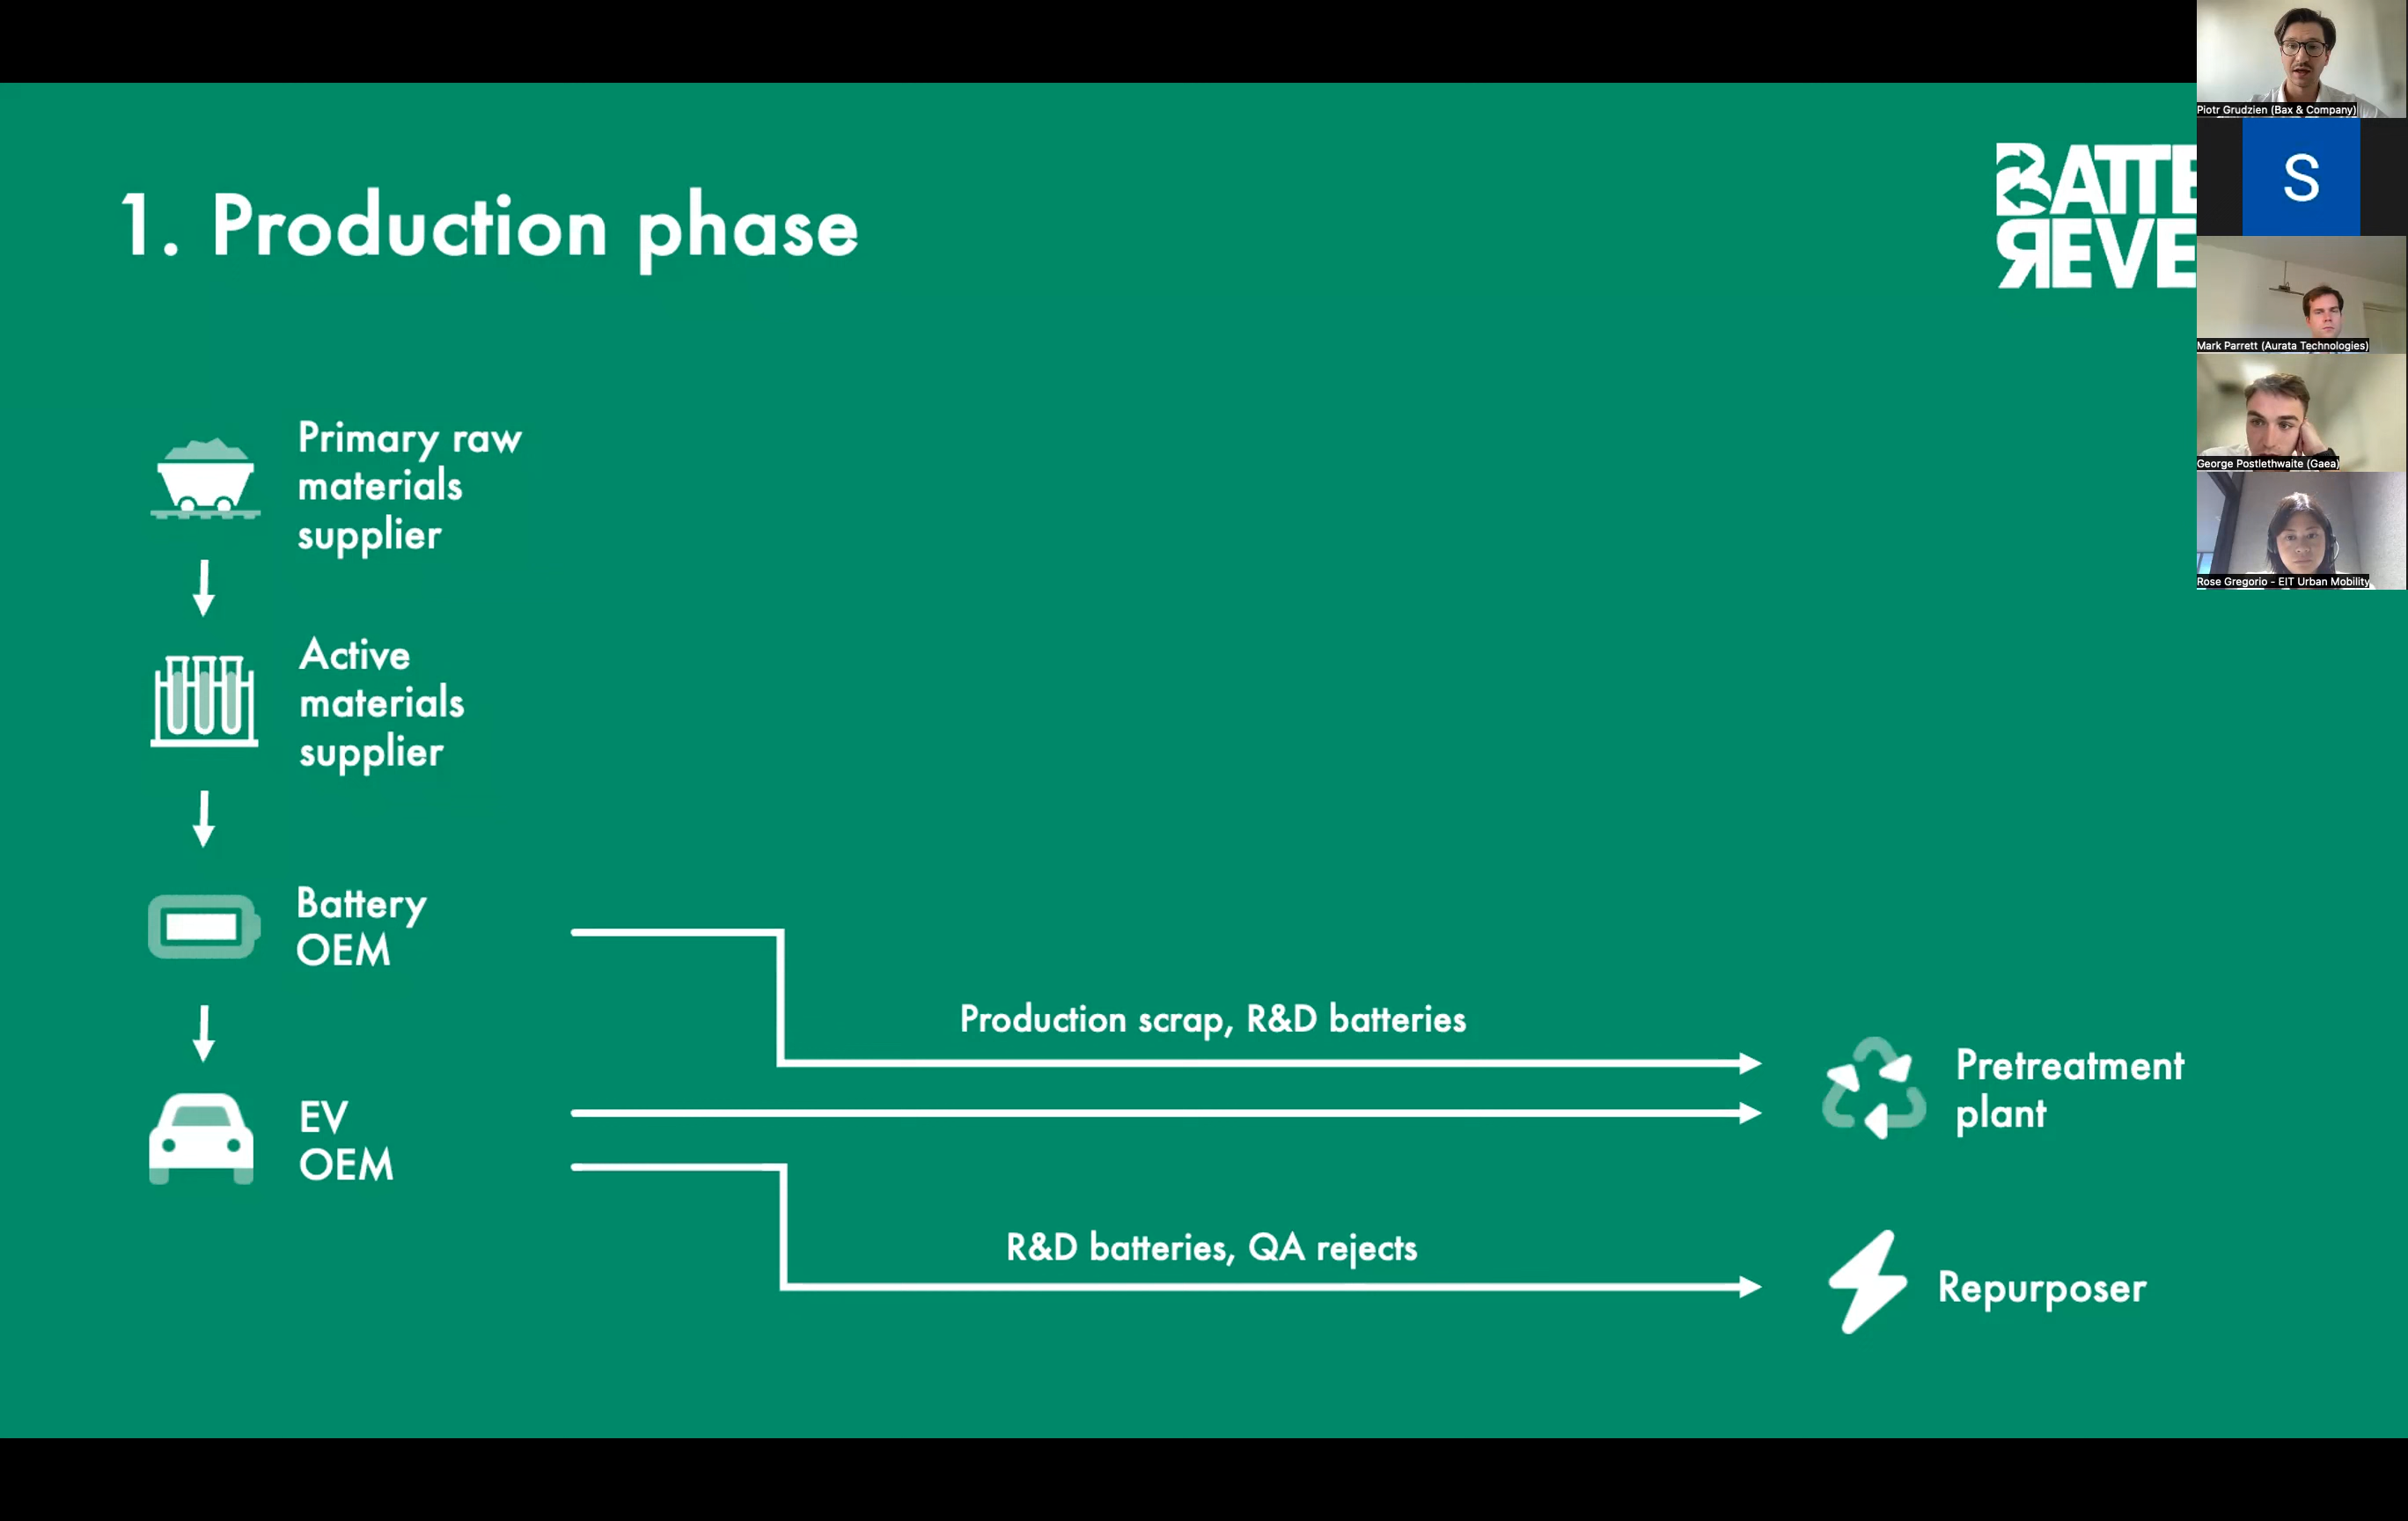 1. Production phase
BATTE
REVE
Primary raw
materials
supplier
Active
materials
supplier
Battery
OEM
EV
OEM
Production scrap, R&D batteries
R&D batteries, QA rejects
Pretreatment
plant
Repurposer
Piotr Grudzien (Bax & Company)
S
Mark Parrett (Aurata Technologies)
George Postlethwaite (Gaea)
Rose Gregorio - EIT Urban Mobility